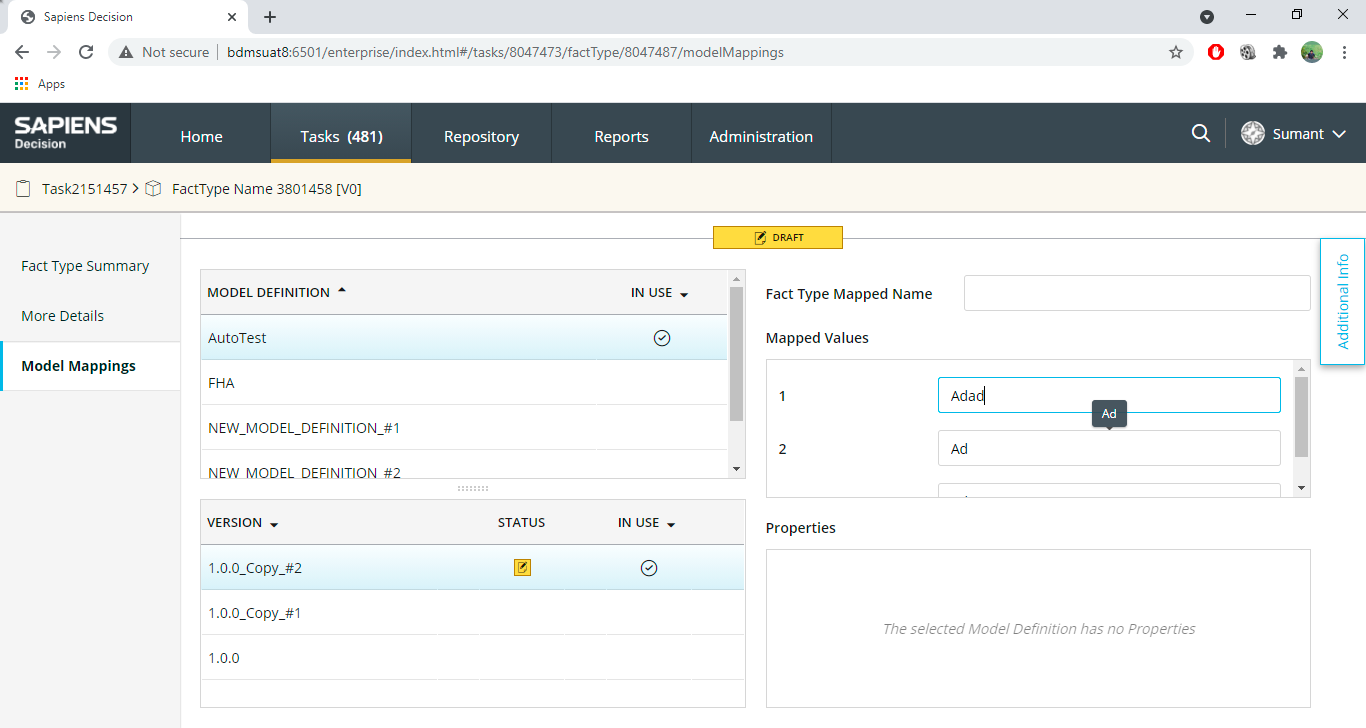 Sapiens Decision
Not secure
bdmsuat8:6501/enterprise/index.html#/tasks/8047473/factType/8047487/modelMappings
Apps
SAPIENS
Decision
Home
Tasks (481)
Repository
Reports
Administration
Sumant
Task2151457 > FactType Name 3801458 [V0]
DRAFT
Fact Type Summary
More Details
Model Mappings
MODEL DEFINITION IN USE
AutoTest
FHA
NEW_MODEL_DEFINITION_#1
NEW_MODEL_DEFINITION_#2
VERSION STATUS IN USE
1.0.0_Copy_#2
1.0.0_Copy_#1
1.0.0
Fact Type Mapped Name
Mapped Values
1 Adad
Ad
2 Ad
Properties
The selected Model Definition has no Properties
Additional Info